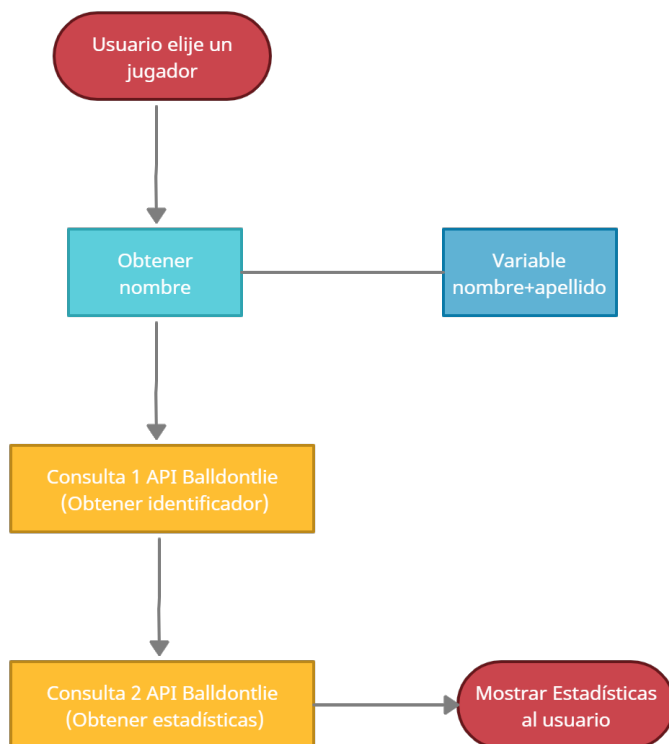 Usuario elije un
jugador
Obtener
nombre
Variable
nombre+apellido
Consulta 1 API Balldontlie
(Obtener identificador)
Consulta 2 API Balldontlie
(Obtener estadísticas)
Mostrar Estadísticas
al usuario